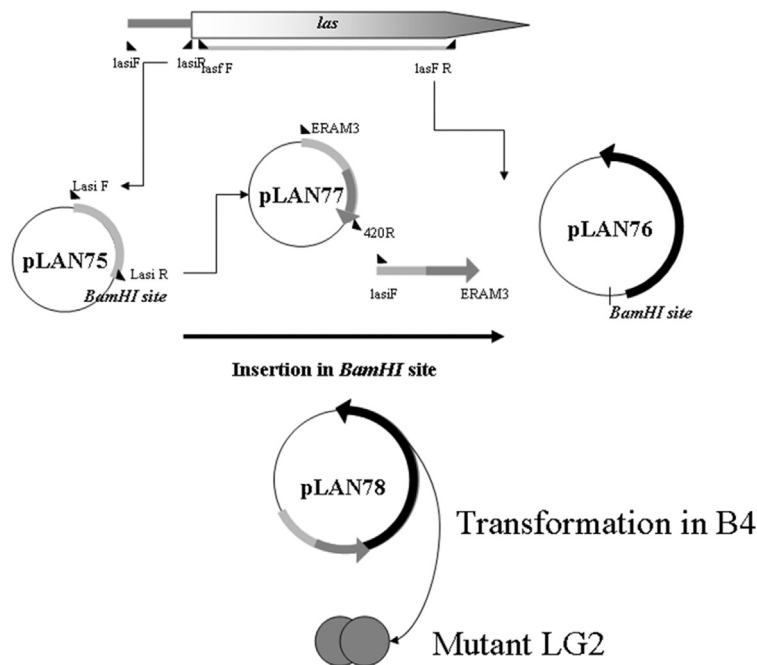 las
lasiF
lasiR
lasf F
lasF R
ERAM3
pLAN77
420R
Lasi F
pLAN75
Lasi R
BamHI site
pLAN76
BamHI site
lasiF
ERAM3
Insertion in BamHI site
pLAN78
Transformation in B4
Mutant LG2